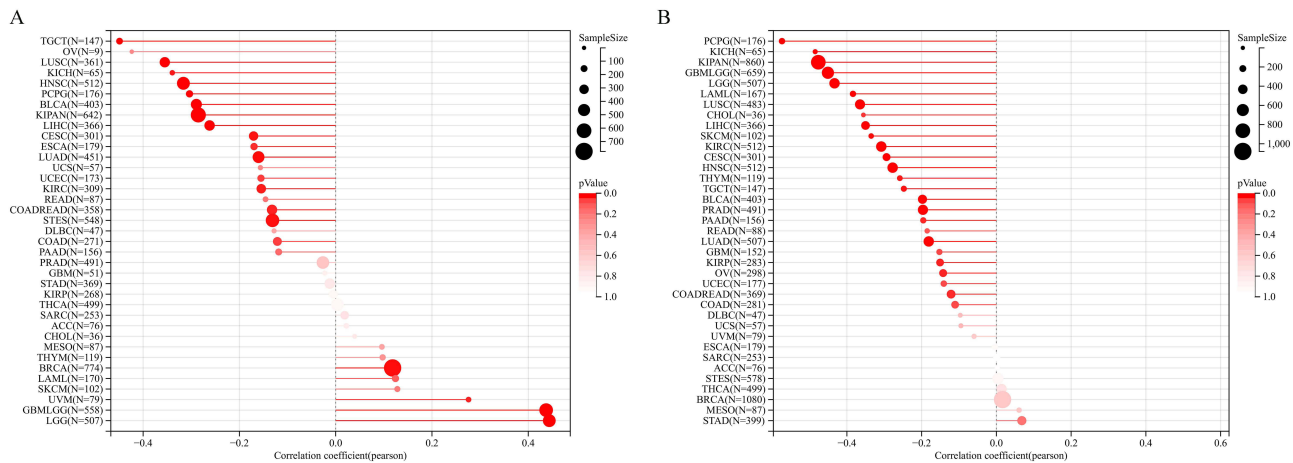 A
TGCT(N=147)
OV(N=9)
LUSC(N=361)
KICH(N=65)
HNSC(N=512)
PCPG(N=176)
BLCA(N=403)
KIPAN(N=642)
LIHC(N=366)
CESC(N=301)
ESCA(N=179)
LUAD(N=451)
UCS(N=57)
UCEC(N=173)
KIRC(N=309)
READ(N=87)
COADREAD(N=358)
STES(N=548)
DLBC(N=47)
COAD(N=271)
PAAD(N=156)
PRAD(N=491)
GBM(N=51)
STAD(N=369)
KIRP(N=268)
THCA(N=499)
SARC(N=253)
ACC(N=76)
CHOL(N=36)
MESO(N=87)
THYM(N=119)
BRCA(N=774)
LAML(N=170)
SKCM(N=102)
UVM(N=79)
GBMLGG(N=558)
LGG(N=507)
−0.4 −0.2 0.0 0.2 0.4
Correlation coefficient(pearson)
SampleSize
100
200
300
400
500
600
700
pValue
0.0
0.2
0.4
0.6
0.8
1.0
B
PCPG(N=176)
KICH(N=65)
KIPAN(N=860)
GBMLGG(N=659)
LGG(N=507)
LAML(N=167)
LUSC(N=483)
CHOL(N=36)
LIHC(N=366)
SKCM(N=102)
KIRC(N=512)
CESC(N=301)
HNSC(N=512)
THYM(N=119)
TGCT(N=147)
BLCA(N=403)
PRAD(N=491)
PAAD(N=156)
READ(N=88)
LUAD(N=507)
GBM(N=152)
KIRP(N=283)
OV(N=298)
UCEC(N=177)
COADREAD(N=369)
COAD(N=281)
DLBC(N=47)
UCS(N=57)
UVM(N=79)
ESCA(N=179)
SARC(N=253)
ACC(N=76)
STES(N=578)
THCA(N=499)
BRCA(N=1080)
MESO(N=87)
STAD(N=399)
−0.4 −0.2 0.0 0.2 0.4 0.6
Correlation coefficient(pearson)
SampleSize
200
400
600
800
1,000
pValue
0.0
0.2
0.4
0.6
0.8
1.0